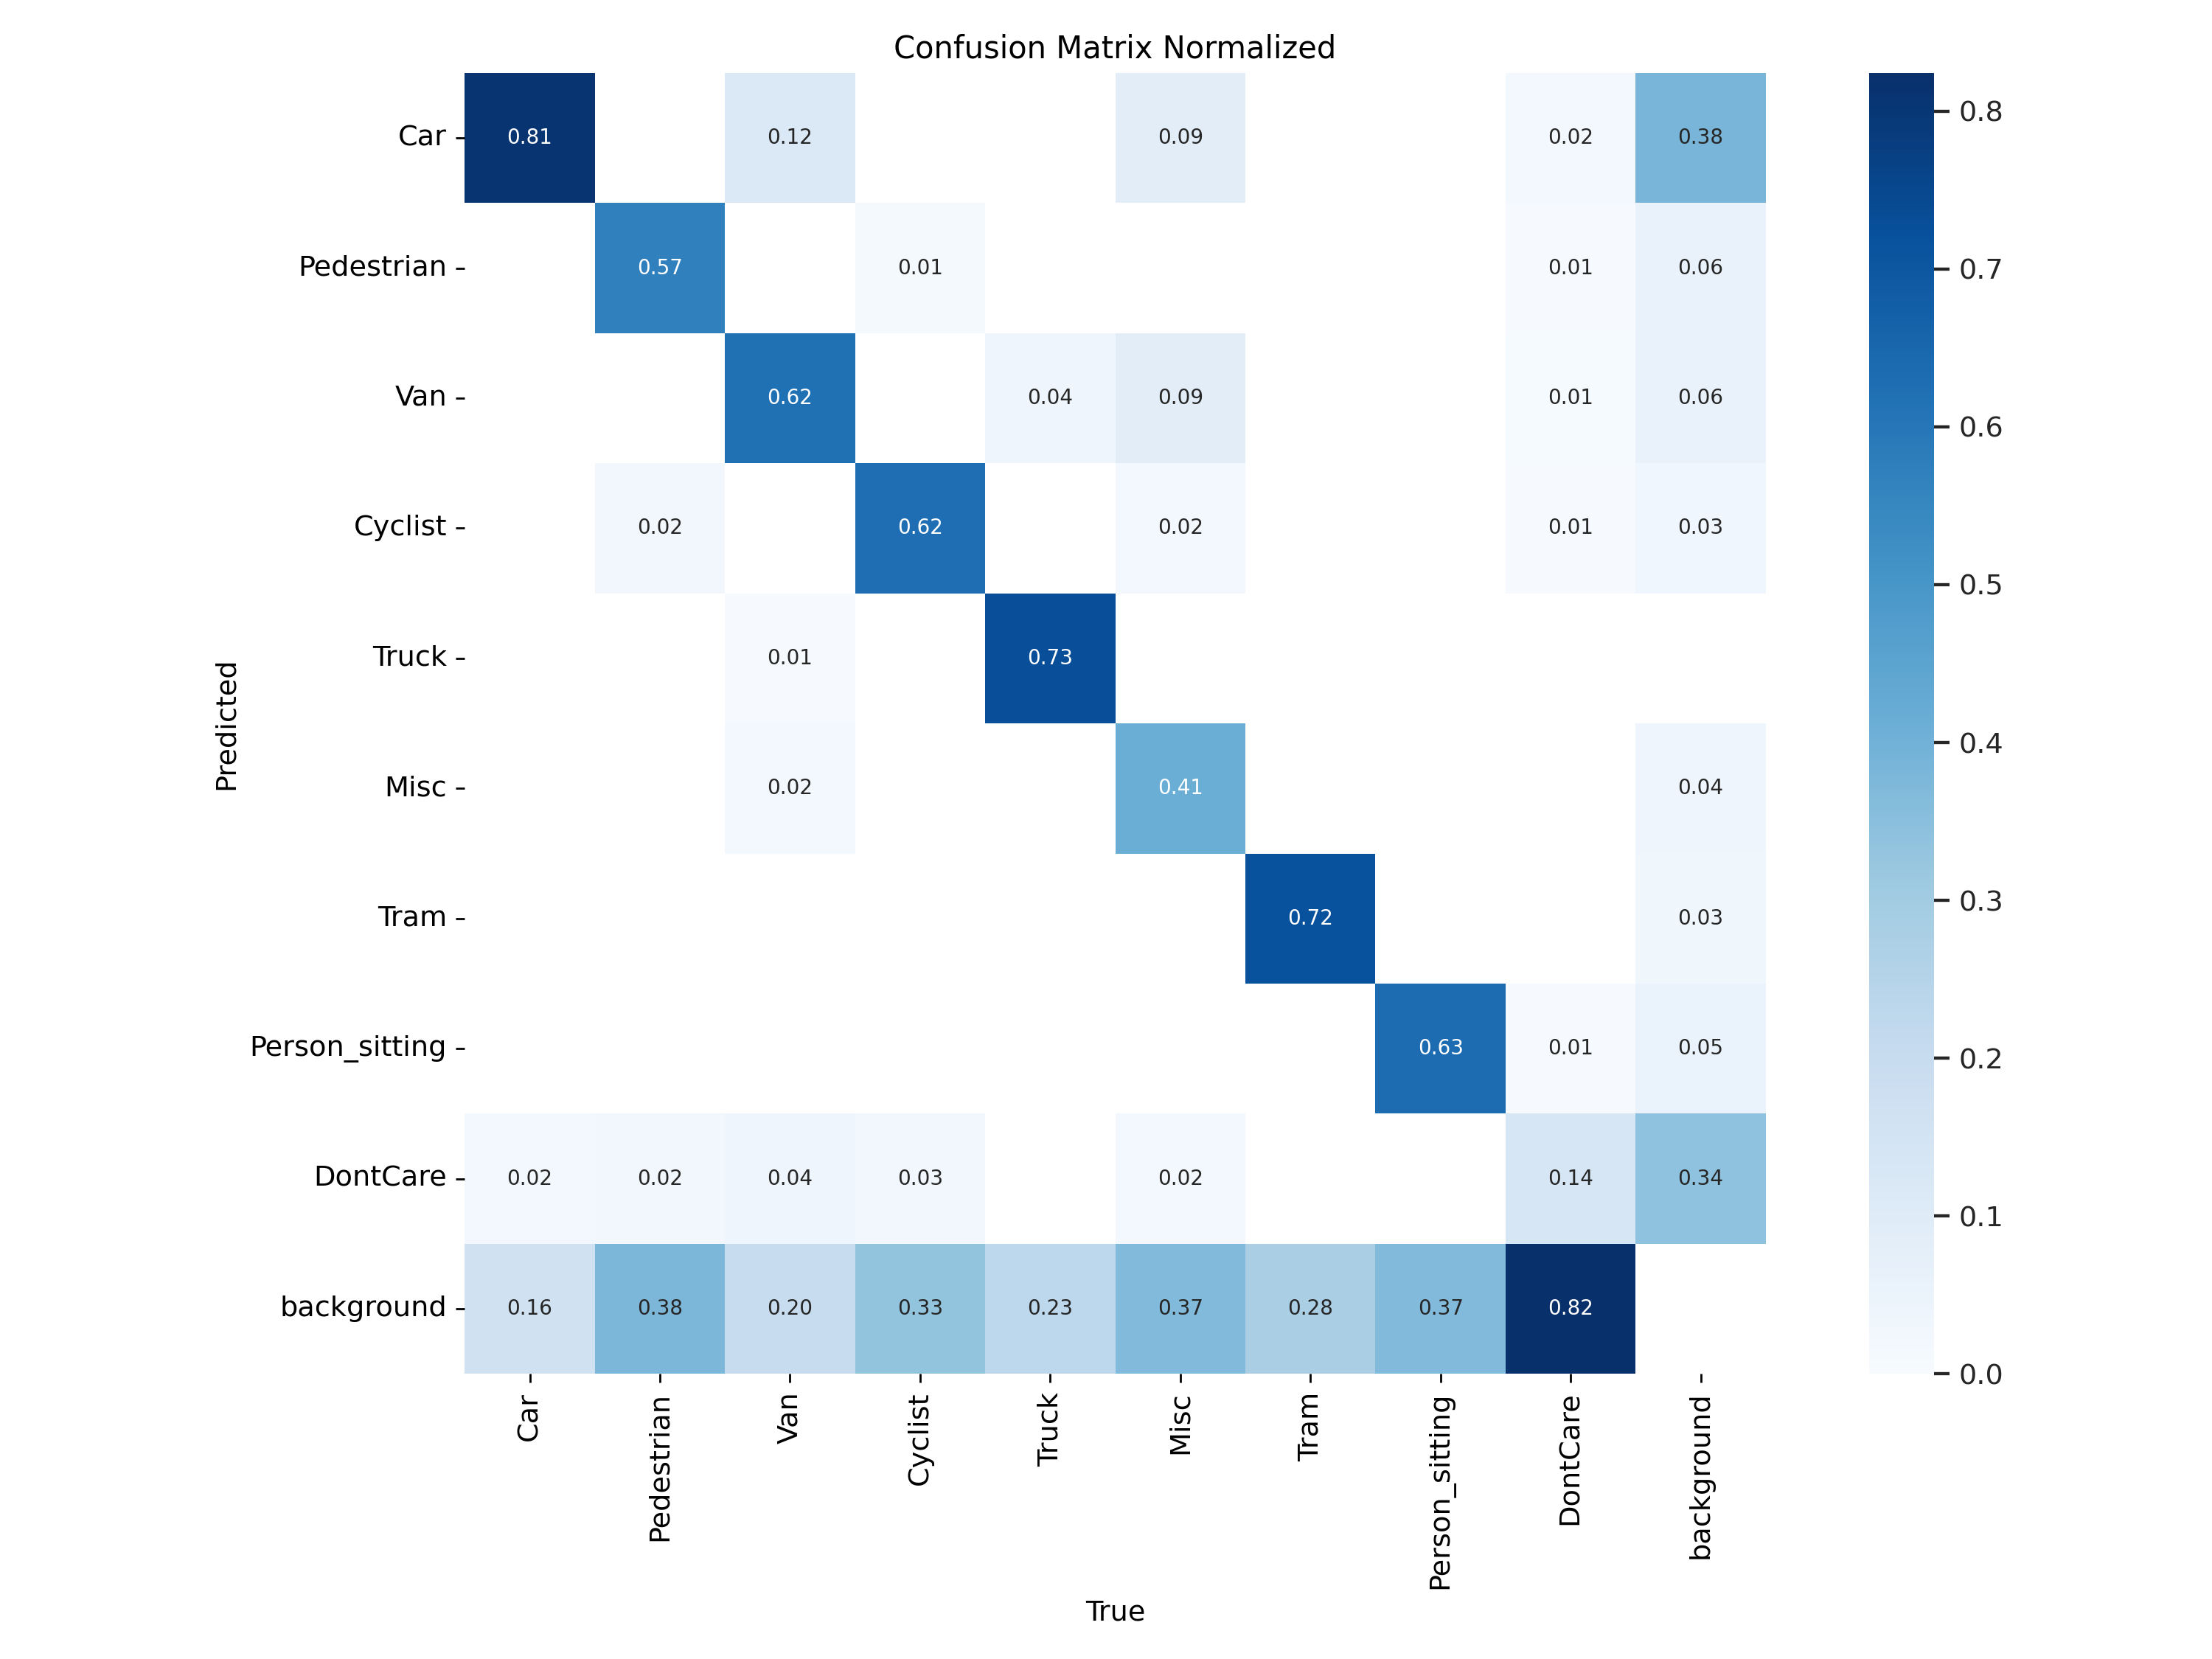 Confusion Matrix Normalized
Car 0.81 0.12 0.09 0.02 0.38
Pedestrian 0.57 0.01 0.01 0.06
Van 0.62 0.04 0.09 0.01 0.06
Cyclist 0.02 0.62 0.02 0.01 0.03
Truck 0.01 0.73
Misc 0.02 0.41 0.04
Tram 0.72 0.03
Person_sitting 0.63 0.01 0.05
DontCare 0.02 0.02 0.04 0.03 0.02 0.14 0.34
background 0.16 0.38 0.20 0.33 0.23 0.37 0.28 0.37 0.82
Predicted
Car Pedestrian Van Cyclist Truck Misc Tram Person_sitting DontCare background
True
0.8
0.7
0.6
0.5
0.4
0.3
0.2
0.1
0.0